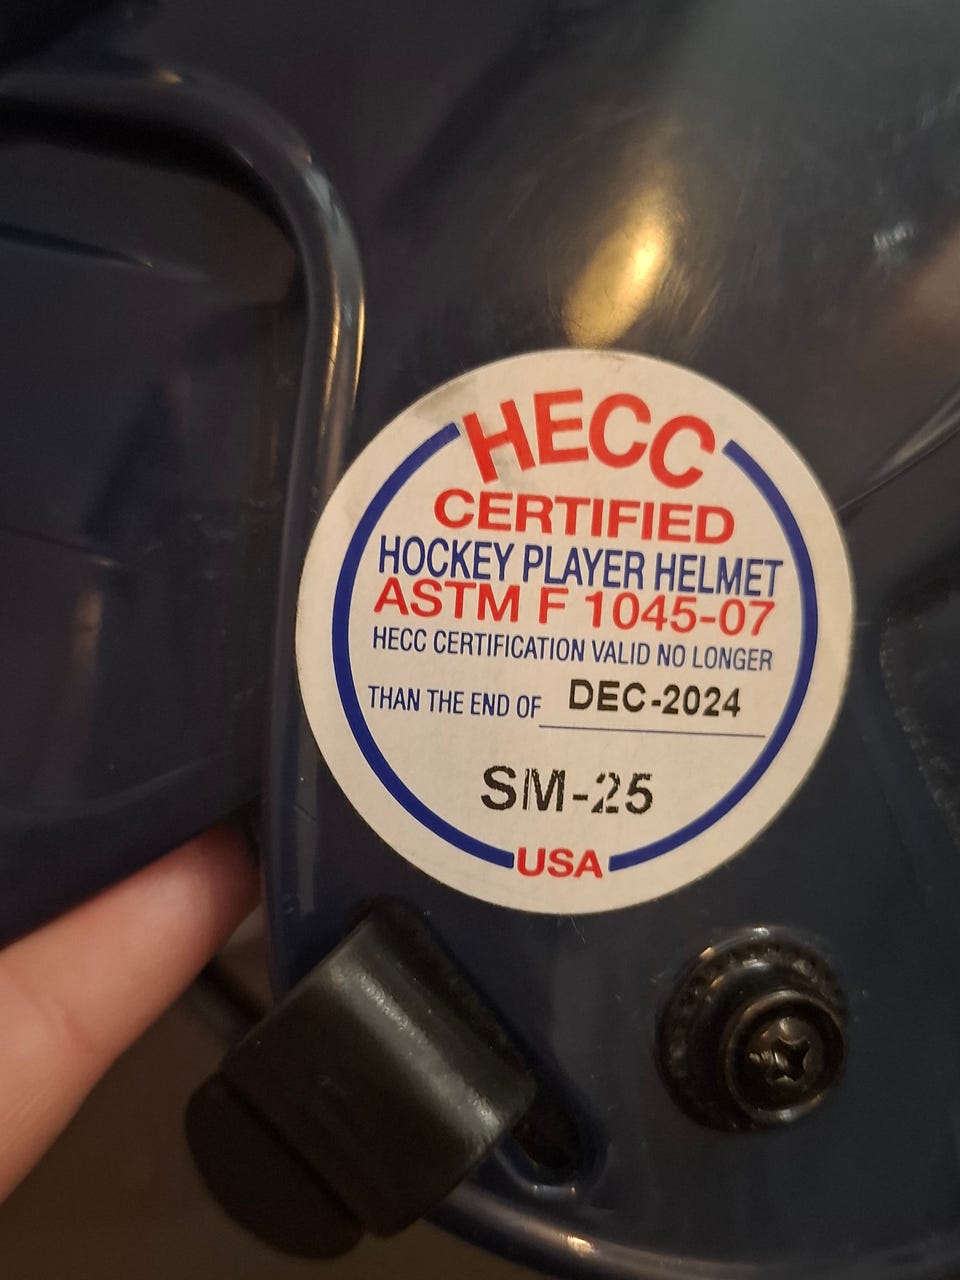 HECC
CERTIFIED
HOCKEY PLAYER HELMET
ASTM F 1045-07
HECC CERTIFICATION VALID NO LONGER
THAN THE END OF DEC-2024
SM-25
USA